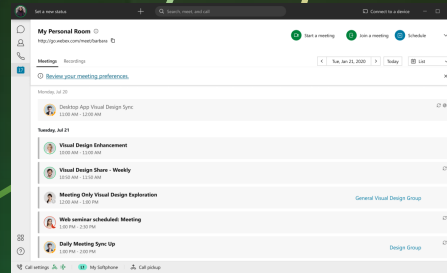 Set a new status
Search, meet, and call
Connect to a device
My Personal Room
http://go.webex.com/meet/barbara
Start a meeting
Join a meeting
Schedule
Meetings Recordings
Tue, Jan 21, 2020
Today
List
Review your meeting preferences.
Monday, Jul 20
Desktop App Visual Design Sync
11:00 AM - 12:00 AM
Tuesday, Jul 21
Visual Design Enhancement
10:00 AM - 11:00 AM
Visual Design Share - Weekly
10:50 AM - 11:50 AM
Meeting Only Visual Design Exploration
12:00 AM - 1:00 PM
General Visual Design Group
Web seminar scheduled: Meeting
1:00 PM - 2:30 PM
Daily Meeting Sync Up
1:00 PM - 2:00 PM
Design Group
Call settings
My Softphone
Call pickup